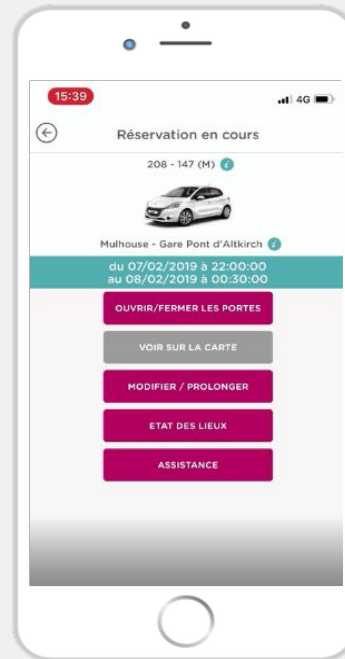 15:39
4G
Réservation en cours
208 - 147 (M) i
Mulhouse - Gare Pont d'Altkirch i
du 07/02/2019 à 22:00:00
au 08/02/2019 à 00:30:00
OUVRIR/FERMER LES PORTES
VOIR SUR LA CARTE
MODIFIER / PROLONGER
ETAT DES LIEUX
ASSISTANCE